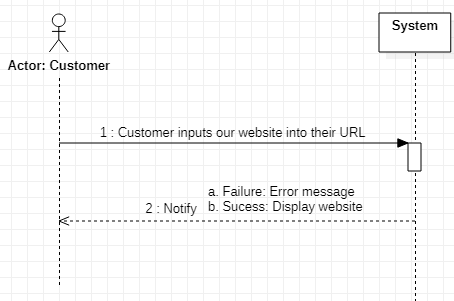 System
Actor: Customer
1 : Customer inputs our website into their URL
a. Failure: Error message
2 : Notify b. Sucess: Display website